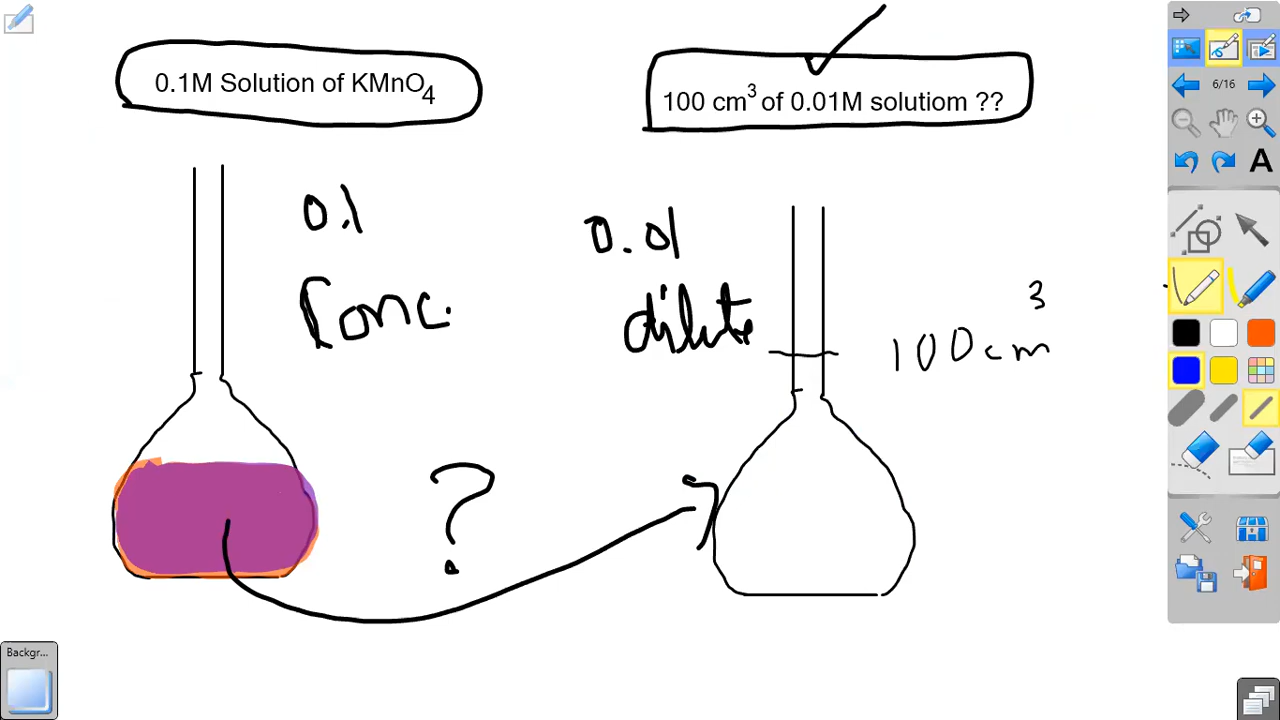 0.1M Solution of KMnO4
100 cm3 of 0.01M solutiom ??
0.1
Conc.
0.01
dilute
100cm3
?
6/16
A
Backgr...